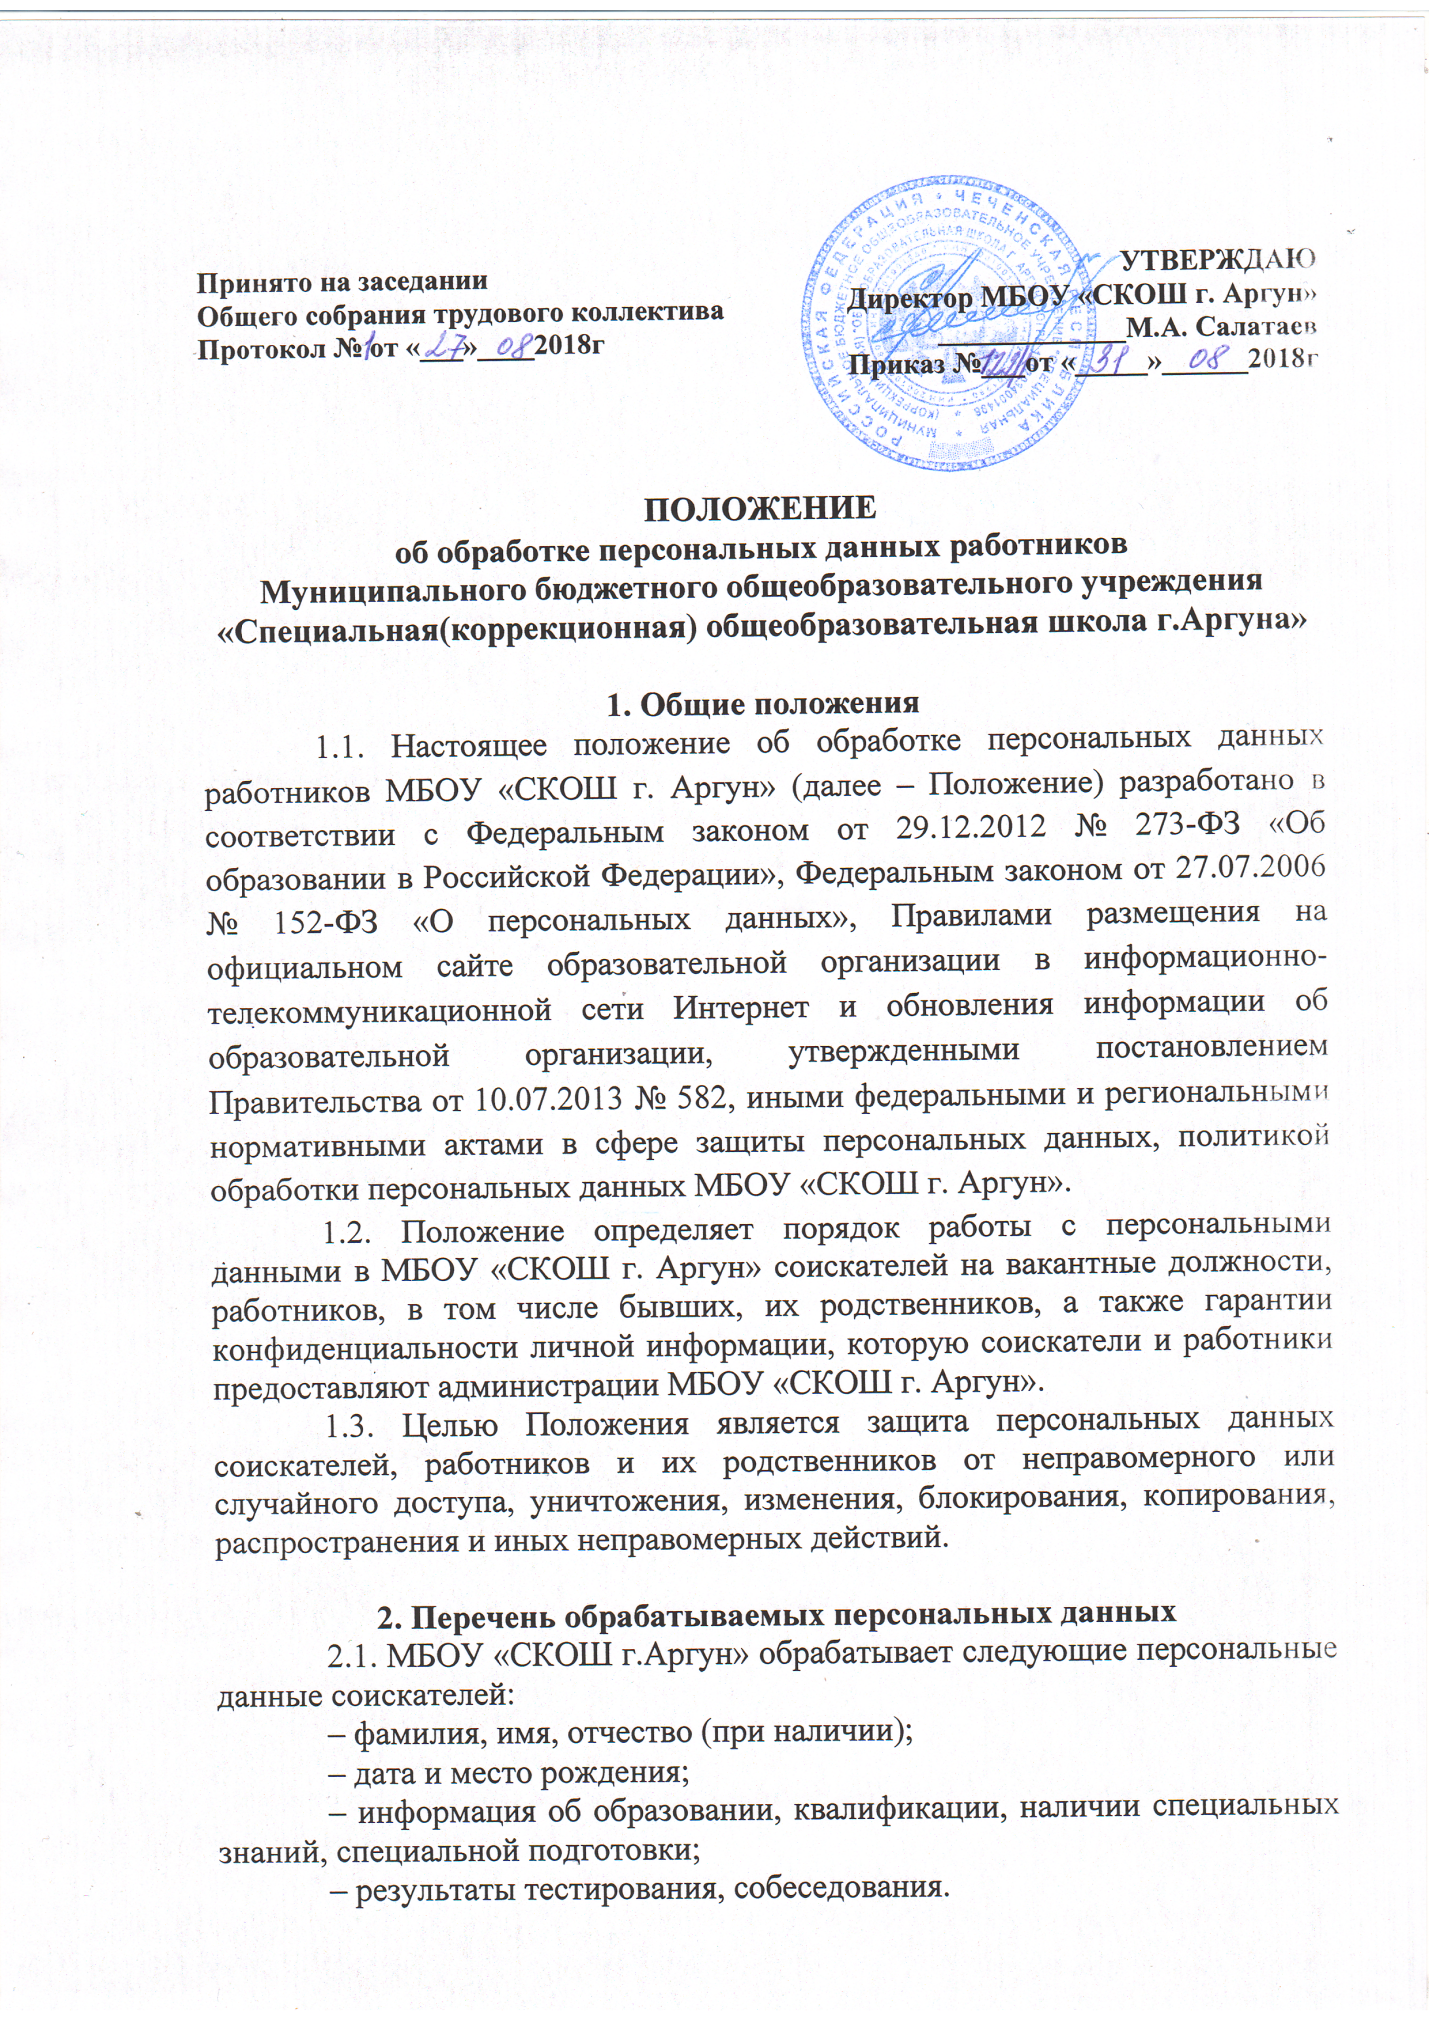 Принято на заседании
Общего собрания трудового коллектива
Протокол №1 от «27» 08 2018г
УТВЕРЖДАЮ
Директор МБОУ «СКОШ г. Аргун»
М.А. Салатаев
Приказ № от «31» 08 2018г
РОССИЙСКАЯ ФЕДЕРАЦИЯ * ЧЕЧЕНСКАЯ РЕСПУБЛИКА
ПОЛОЖЕНИЕ
об обработке персональных данных работников
Муниципального бюджетного общеобразовательного учреждения
«Специальная(коррекционная) общеобразовательная школа г.Аргуна»
1. Общие положения
1.1. Настоящее положение об обработке персональных данных
работников МБОУ «СКОШ г. Аргун» (далее – Положение) разработано в
соответствии с Федеральным законом от 29.12.2012 № 273-ФЗ «Об
образовании в Российской Федерации», Федеральным законом от 27.07.2006
№ 152-ФЗ «О персональных данных», Правилами размещения на
официальном сайте образовательной организации в информационно-
телекоммуникационной сети Интернет и обновления информации об
образовательной организации, утвержденными постановлением
Правительства от 10.07.2013 № 582, иными федеральными и региональными
нормативными актами в сфере защиты персональных данных, политикой
обработки персональных данных МБОУ «СКОШ г. Аргун».
1.2. Положение определяет порядок работы с персональными
данными в МБОУ «СКОШ г. Аргун» соискателей на вакантные должности,
работников, в том числе бывших, их родственников, а также гарантии
конфиденциальности личной информации, которую соискатели и работники
предоставляют администрации МБОУ «СКОШ г. Аргун».
1.3. Целью Положения является защита персональных данных
соискателей, работников и их родственников от неправомерного или
случайного доступа, уничтожения, изменения, блокирования, копирования,
распространения и иных неправомерных действий.
2. Перечень обрабатываемых персональных данных
2.1. МБОУ «СКОШ г.Аргун» обрабатывает следующие персональные
данные соискателей:
– фамилия, имя, отчество (при наличии);
– дата и место рождения;
– информация об образовании, квалификации, наличии специальных
знаний, специальной подготовки;
– результаты тестирования, собеседования.